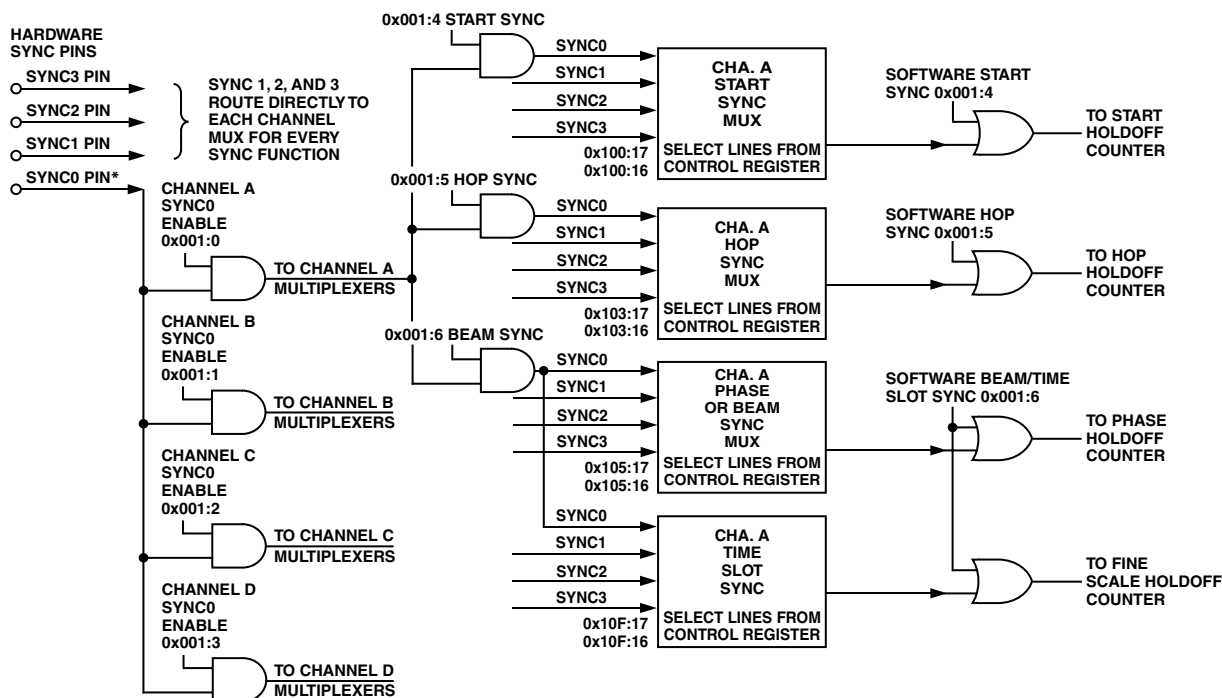 HARDWARE
SYNC PINS
SYNC3 PIN
SYNC2 PIN
SYNC1 PIN
SYNC0 PIN*
SYNC 1, 2, AND 3
ROUTE DIRECTLY TO
EACH CHANNEL
MUX FOR EVERY
SYNC FUNCTION
CHANNEL A
SYNC0
ENABLE
0x001:0
TO CHANNEL A
MULTIPLEXERS
CHANNEL B
SYNC0
ENABLE
0x001:1
TO CHANNEL B
MULTIPLEXERS
CHANNEL C
SYNC0
ENABLE
0x001:2
TO CHANNEL C
MULTIPLEXERS
CHANNEL D
SYNC0
ENABLE
0x001:3
TO CHANNEL D
MULTIPLEXERS
0x001:4 START SYNC
SYNC0
SYNC1
SYNC2
SYNC3
0x100:17
0x100:16
CHA. A
START
SYNC
MUX
SELECT LINES FROM
CONTROL REGISTER
SOFTWARE START
SYNC 0x001:4
TO START
HOLDOFF
COUNTER
0x001:5 HOP SYNC
SYNC0
SYNC1
SYNC2
SYNC3
0x103:17
0x103:16
CHA. A
HOP
SYNC
MUX
SELECT LINES FROM
CONTROL REGISTER
SOFTWARE HOP
SYNC 0x001:5
TO HOP
HOLDOFF
COUNTER
0x001:6 BEAM SYNC
SYNC0
SYNC1
SYNC2
SYNC3
0x105:17
0x105:16
CHA. A
PHASE
OR BEAM
SYNC
MUX
SELECT LINES FROM
CONTROL REGISTER
SOFTWARE BEAM/TIME
SLOT SYNC 0x001:6
TO PHASE
HOLDOFF
COUNTER
SYNC0
SYNC1
SYNC2
SYNC3
0x10F:17
0x10F:16
CHA. A
TIME
SLOT
SYNC
SELECT LINES FROM
CONTROL REGISTER
TO FINE
SCALE HOLDOFF
COUNTER